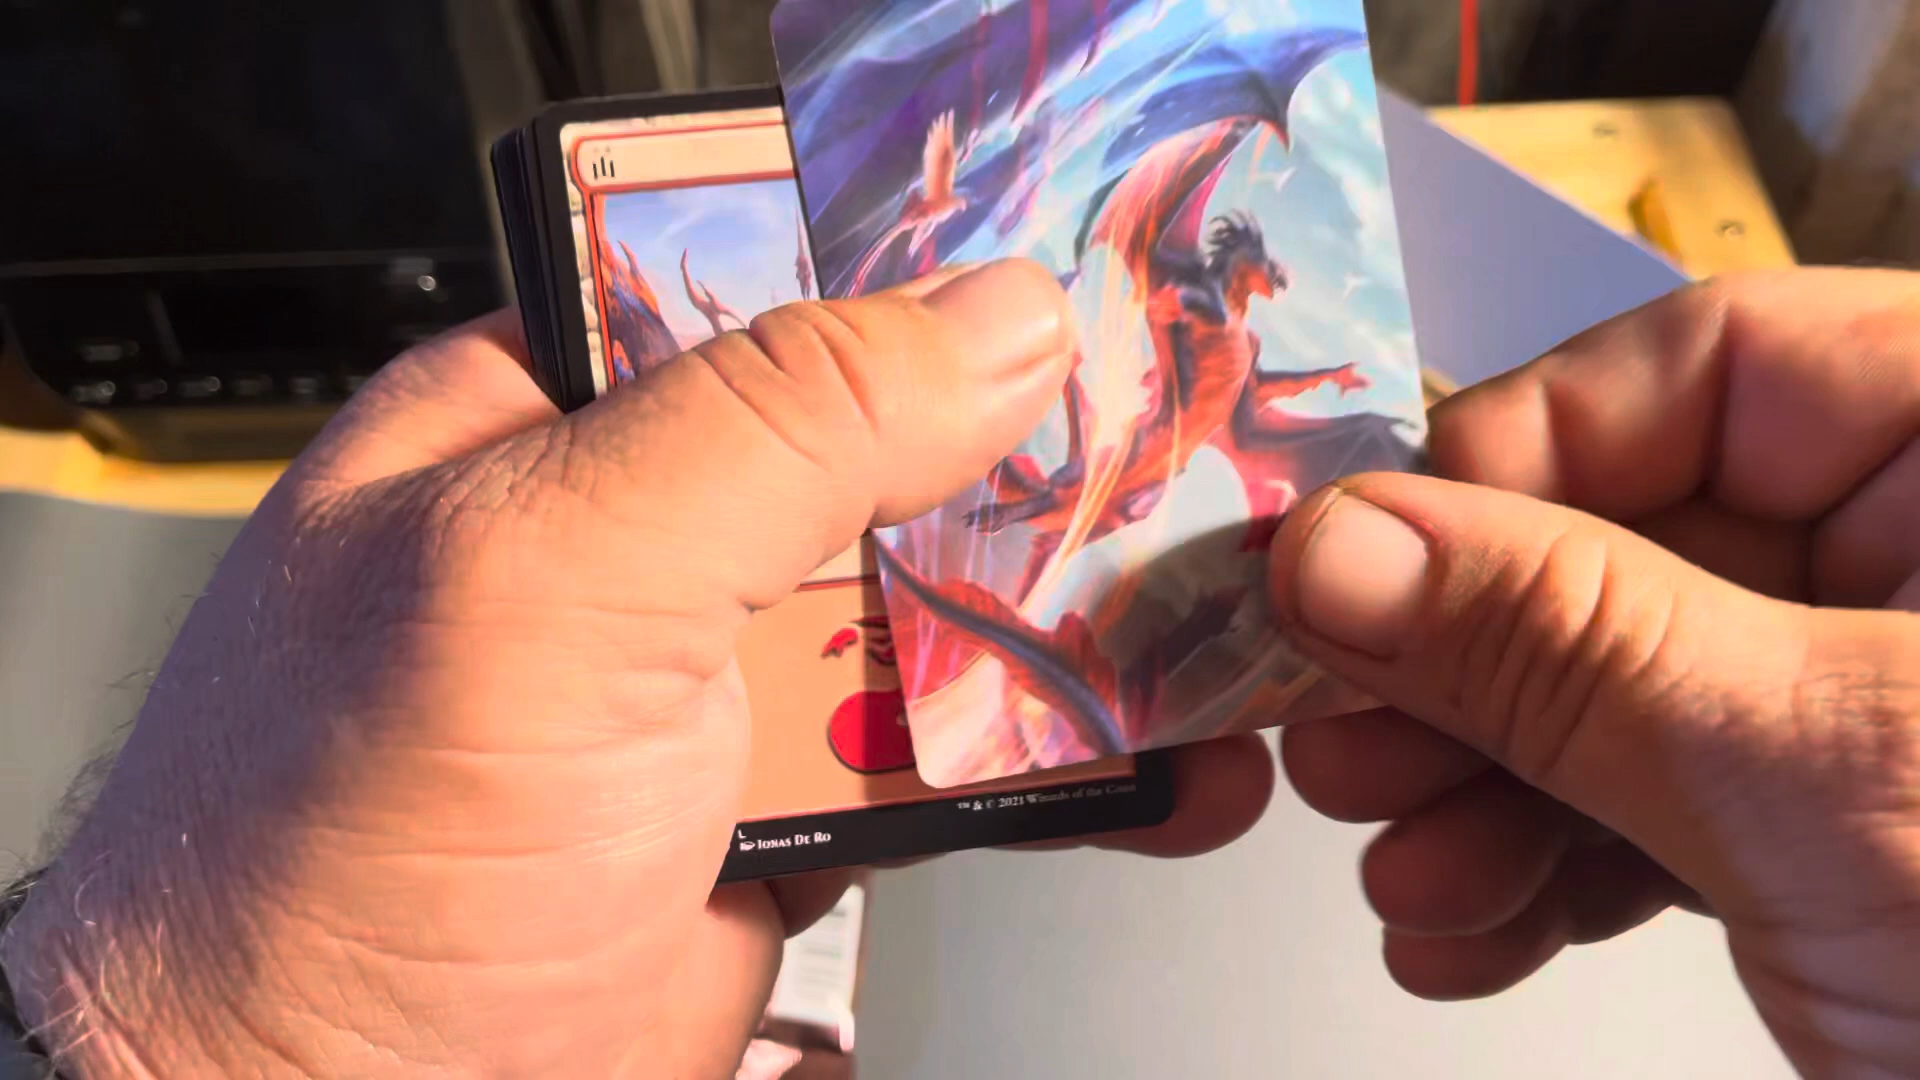 ™ & © 2021 Wizards of the Coast
L
Jonas De Ro